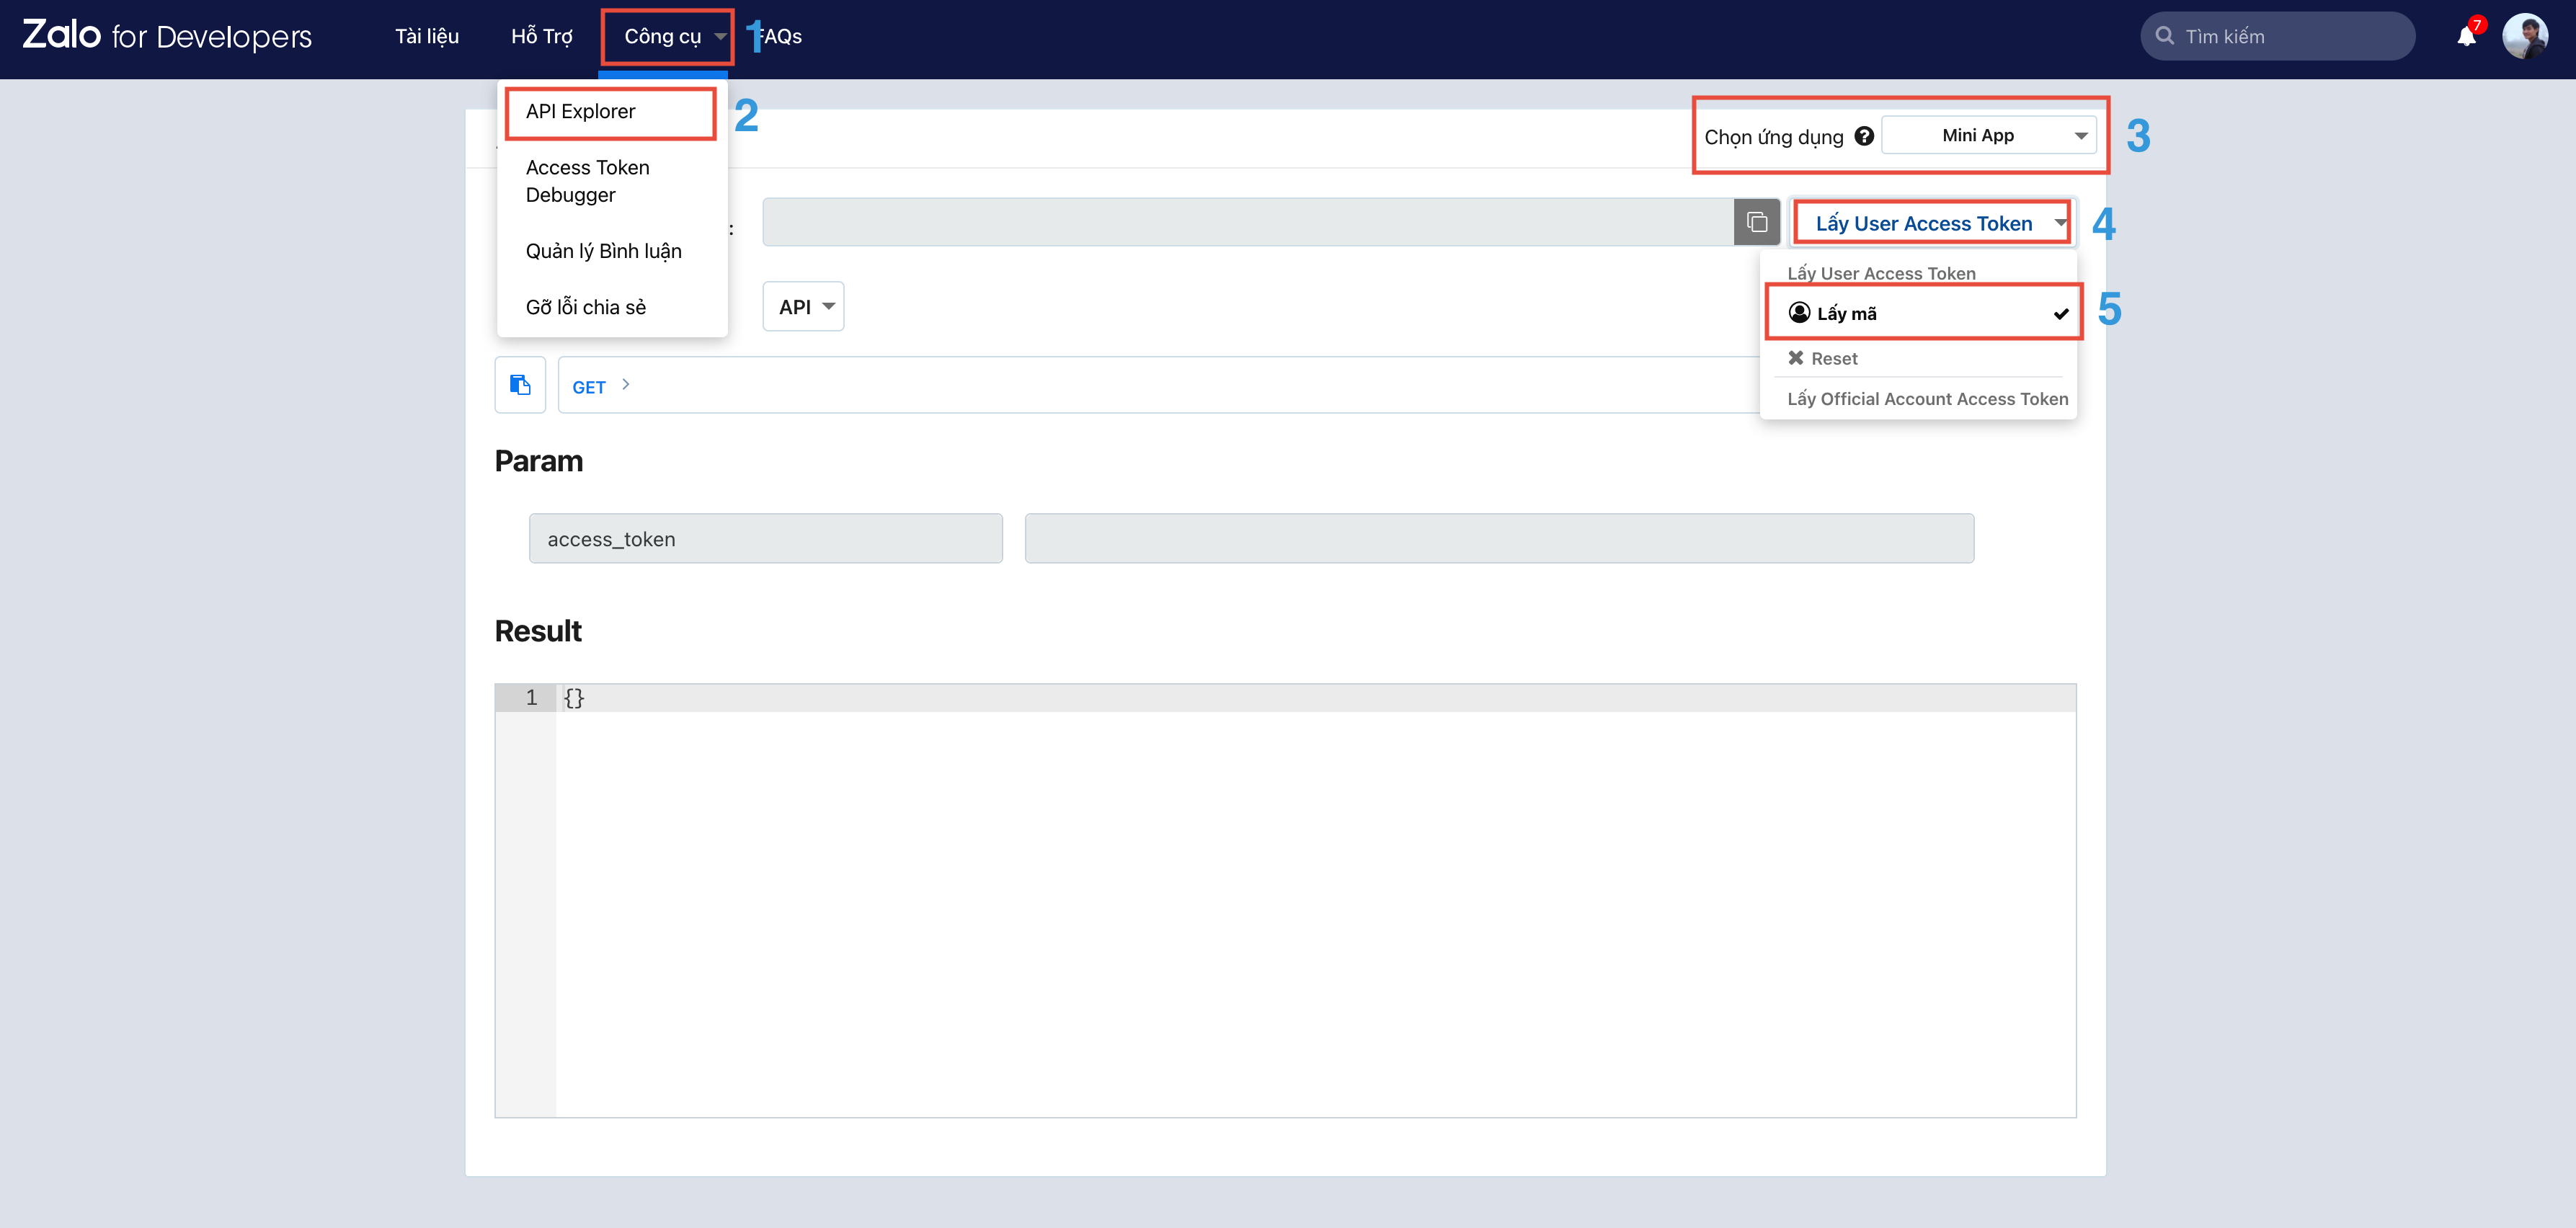 Zalo for Developers
Tài liệu
Hỗ Trợ
Công cụ
1
FAQs
Tìm kiếm
7
API Explorer
2
Access Token
Debugger
Quản lý Bình luận
Gỡ lỗi chia sẻ
Chọn ứng dụng ?
Mini App
3
:
Lấy User Access Token
4
Lấy User Access Token
Lấy mã
5
Reset
Lấy Official Account Access Token
API
GET
Param
access_token
Result
1 {}